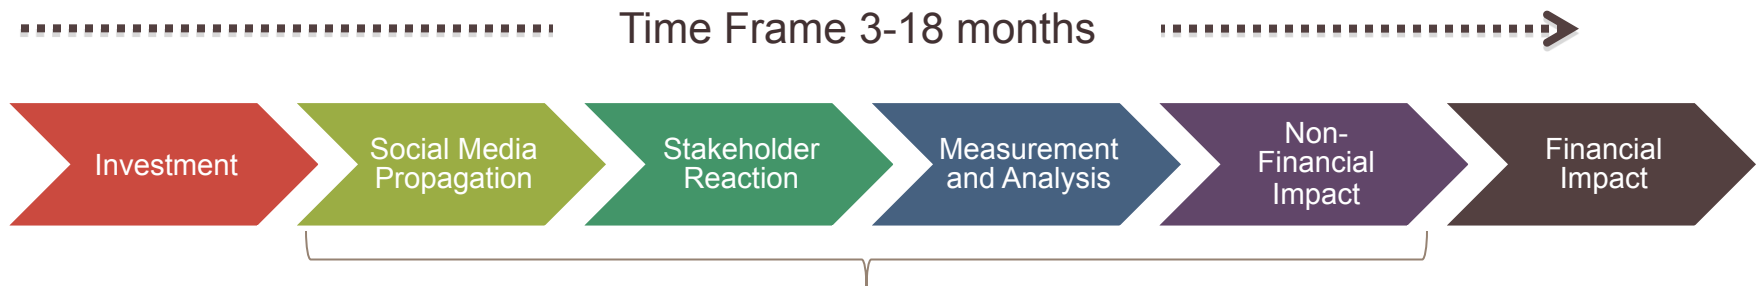 Time Frame 3-18 months
Investment
Social Media
Propagation
Stakeholder
Reaction
Measurement
and Analysis
Non-
Financial
Impact
Financial
Impact